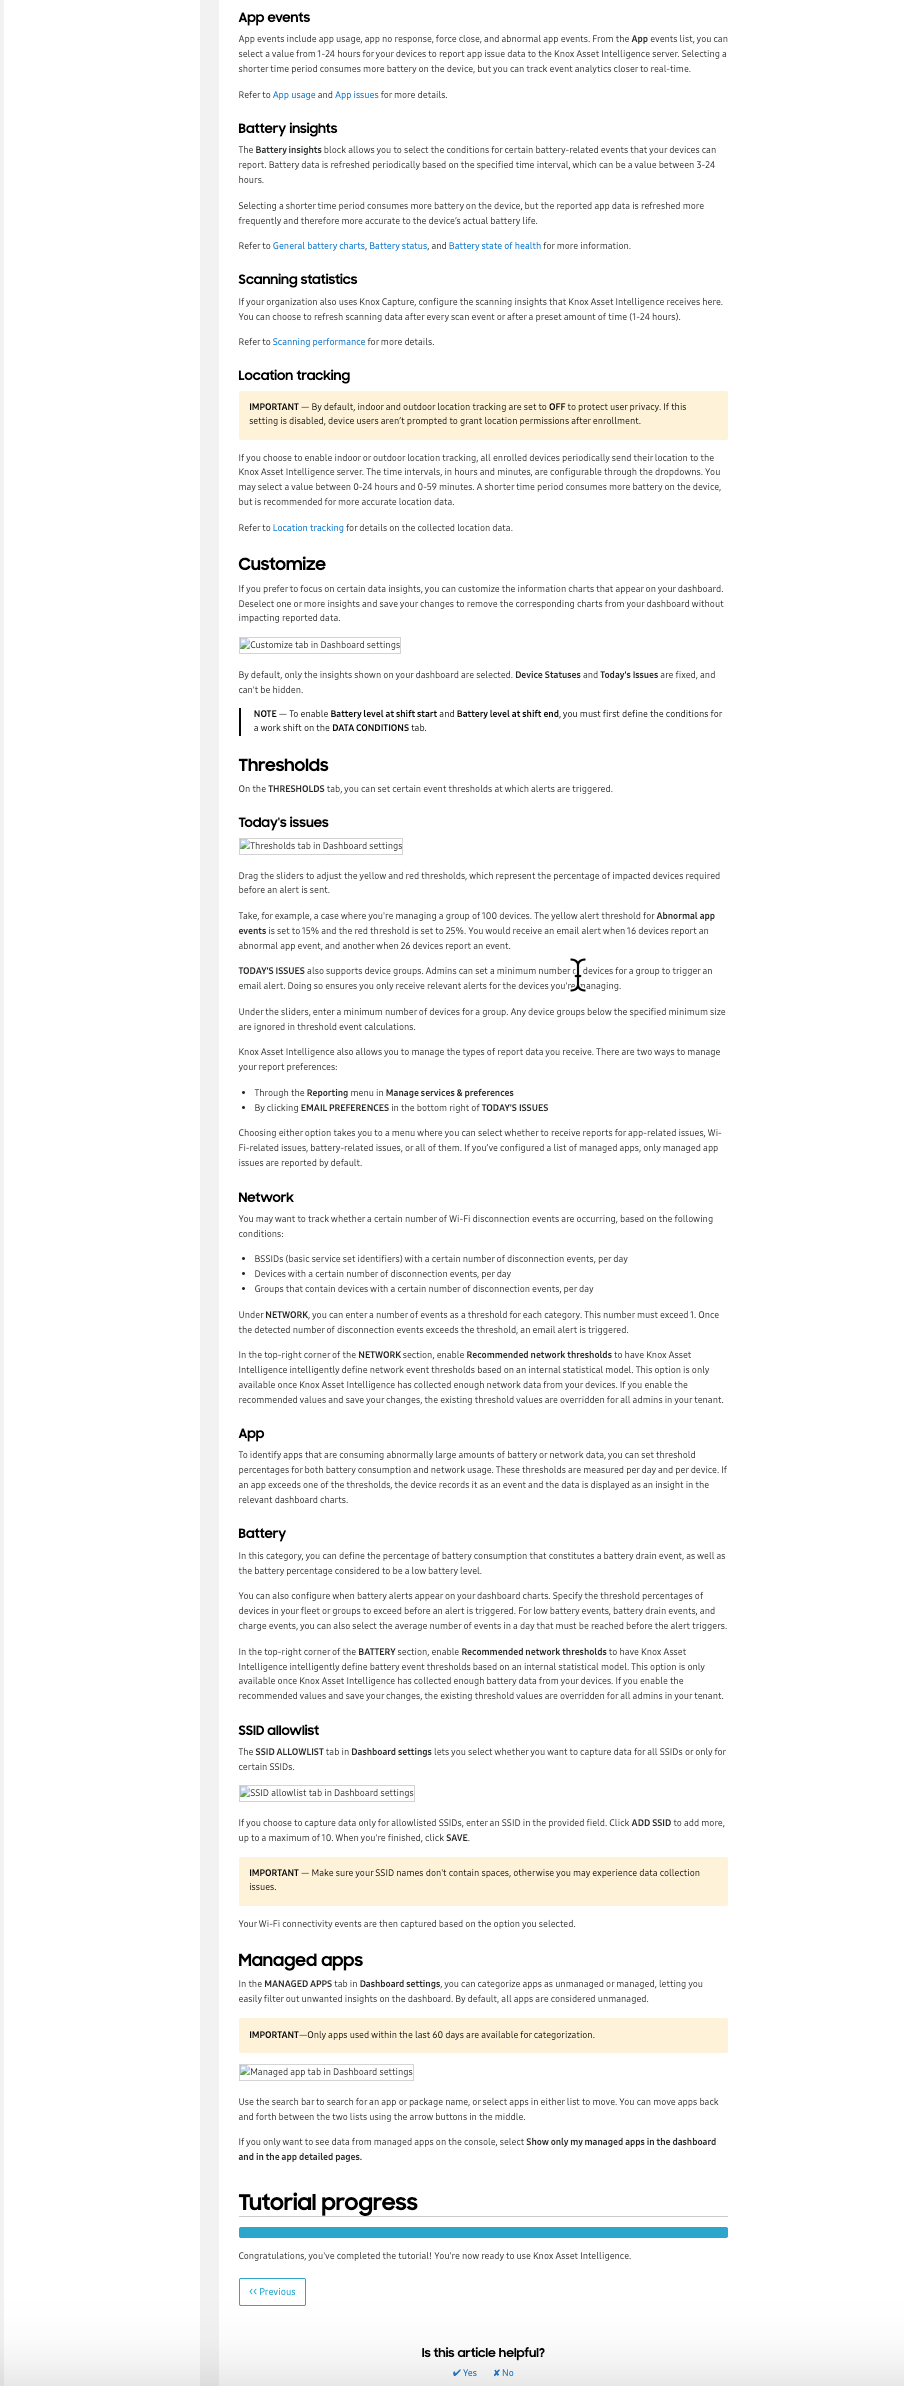 App events
App events include app usage, app no response, force close, and abnormal app events. From the App events list, you can
select a value from 1-24 hours for your devices to report app issue data to the Knox Asset Intelligence server. Selecting a
shorter time period consumes more battery on the device, but you can track event analytics closer to real-time.
Refer to App usage and App issues for more details.
Battery insights
The Battery insights block allows you to select the conditions for certain battery-related events that your devices can
report. Battery data is refreshed periodically based on the specified time interval, which can be a value between 3-24
hours.
Selecting a shorter time period consumes more battery on the device, but the reported app data is refreshed more
frequently and therefore more accurate to the device's actual battery life.
Refer to General battery charts, Battery status, and Battery state of health for more information.
Scanning statistics
If your organization also uses Knox Capture, configure the scanning insights that Knox Asset Intelligence receives here.
You can choose to refresh scanning data after every scan event or after a preset amount of time (1-24 hours).
Refer to Scanning performance for more details.
Location tracking
IMPORTANT — By default, indoor and outdoor location tracking are set to OFF to protect user privacy. If this
setting is disabled, device users aren't prompted to grant location permissions after enrollment.
If you choose to enable indoor or outdoor location tracking, all enrolled devices periodically send their location to the
Knox Asset Intelligence server. The time intervals, in hours and minutes, are configurable through the dropdowns. You
may select a value between 0-24 hours and 0-59 minutes. A shorter time period consumes more battery on the device,
but is recommended for more accurate location data.
Refer to Location tracking for details on the collected location data.
Customize
If you prefer to focus on certain data insights, you can customize the information charts that appear on your dashboard.
Deselect one or more insights and save your changes to remove the corresponding charts from your dashboard without
impacting reported data.
Customize tab in Dashboard settings
By default, only the insights shown on your dashboard are selected. Device Statuses and Today's Issues are fixed, and
can't be hidden.
NOTE — To enable Battery level at shift start and Battery level at shift end, you must first define the conditions for
a work shift on the DATA CONDITIONS tab.
Thresholds
On the THRESHOLDS tab, you can set certain event thresholds at which alerts are triggered.
Today's issues
Thresholds tab in Dashboard settings
Drag the sliders to adjust the yellow and red thresholds, which represent the percentage of impacted devices required
before an alert is sent.
Take, for example, a case where you're managing a group of 100 devices. The yellow alert threshold for Abnormal app
events is set to 15% and the red threshold is set to 25%. You would receive an email alert when 16 devices report an
abnormal app event, and another when 26 devices report an event.
TODAY'S ISSUES also supports device groups. Admins can set a minimum number devices for a group to trigger an
email alert. Doing so ensures you only receive relevant alerts for the devices you're managing.
Under the sliders, enter a minimum number of devices for a group. Any device groups below the specified minimum size
are ignored in threshold event calculations.
Knox Asset Intelligence also allows you to manage the types of report data you receive. There are two ways to manage
your report preferences:
• Through the Reporting menu in Manage services & preferences
• By clicking EMAIL PREFERENCES in the bottom right of TODAY'S ISSUES
Choosing either option takes you to a menu where you can select whether to receive reports for app-related issues, Wi-
Fi-related issues, battery-related issues, or all of them. If you've configured a list of managed apps, only managed app
issues are reported by default.
Network
You may want to track whether a certain number of Wi-Fi disconnection events are occurring, based on the following
conditions:
• BSSIDs (basic service set identifiers) with a certain number of disconnection events, per day
• Devices with a certain number of disconnection events, per day
• Groups that contain devices with a certain number of disconnection events, per day
Under NETWORK, you can enter a number of events as a threshold for each category. This number must exceed 1. Once
the detected number of disconnection events exceeds the threshold, an email alert is triggered.
In the top-right corner of the NETWORK section, enable Recommended network thresholds to have Knox Asset
Intelligence intelligently define network event thresholds based on an internal statistical model. This option is only
available once Knox Asset Intelligence has collected enough network data from your devices. If you enable the
recommended values and save your changes, the existing threshold values are overridden for all admins in your tenant.
App
To identify apps that are consuming abnormally large amounts of battery or network data, you can set threshold
percentages for both battery consumption and network usage. These thresholds are measured per day and per device. If
an app exceeds one of the thresholds, the device records it as an event and the data is displayed as an insight in the
relevant dashboard charts.
Battery
In this category, you can define the percentage of battery consumption that constitutes a battery drain event, as well as
the battery percentage considered to be a low battery level.
You can also configure when battery alerts appear on your dashboard charts. Specify the threshold percentages of
devices in your fleet or groups to exceed before an alert is triggered. For low battery events, battery drain events, and
charge events, you can also select the average number of events in a day that must be reached before the alert triggers.
In the top-right corner of the BATTERY section, enable Recommended network thresholds to have Knox Asset
Intelligence intelligently define battery event thresholds based on an internal statistical model. This option is only
available once Knox Asset Intelligence has collected enough battery data from your devices. If you enable the
recommended values and save your changes, the existing threshold values are overridden for all admins in your tenant.
SSID allowlist
The SSID ALLOWLIST tab in Dashboard settings lets you select whether you want to capture data for all SSIDs or only for
certain SSIDs.
SSID allowlist tab in Dashboard settings
If you choose to capture data only for allowlisted SSIDs, enter an SSID in the provided field. Click ADD SSID to add more,
up to a maximum of 10. When you're finished, click SAVE.
IMPORTANT — Make sure your SSID names don't contain spaces, otherwise you may experience data collection
issues.
Your Wi-Fi connectivity events are then captured based on the option you selected.
Managed apps
In the MANAGED APPS tab in Dashboard settings, you can categorize apps as unmanaged or managed, letting you
easily filter out unwanted insights on the dashboard. By default, all apps are considered unmanaged.
IMPORTANT—Only apps used within the last 60 days are available for categorization.
Managed app tab in Dashboard settings
Use the search bar to search for an app or package name, or select apps in either list to move. You can move apps back
and forth between the two lists using the arrow buttons in the middle.
If you only want to see data from managed apps on the console, select Show only my managed apps in the dashboard
and in the app detailed pages.
Tutorial progress
Congratulations, you've completed the tutorial! You're now ready to use Knox Asset Intelligence.
‹‹ Previous
Is this article helpful?
✔ Yes ✘ No